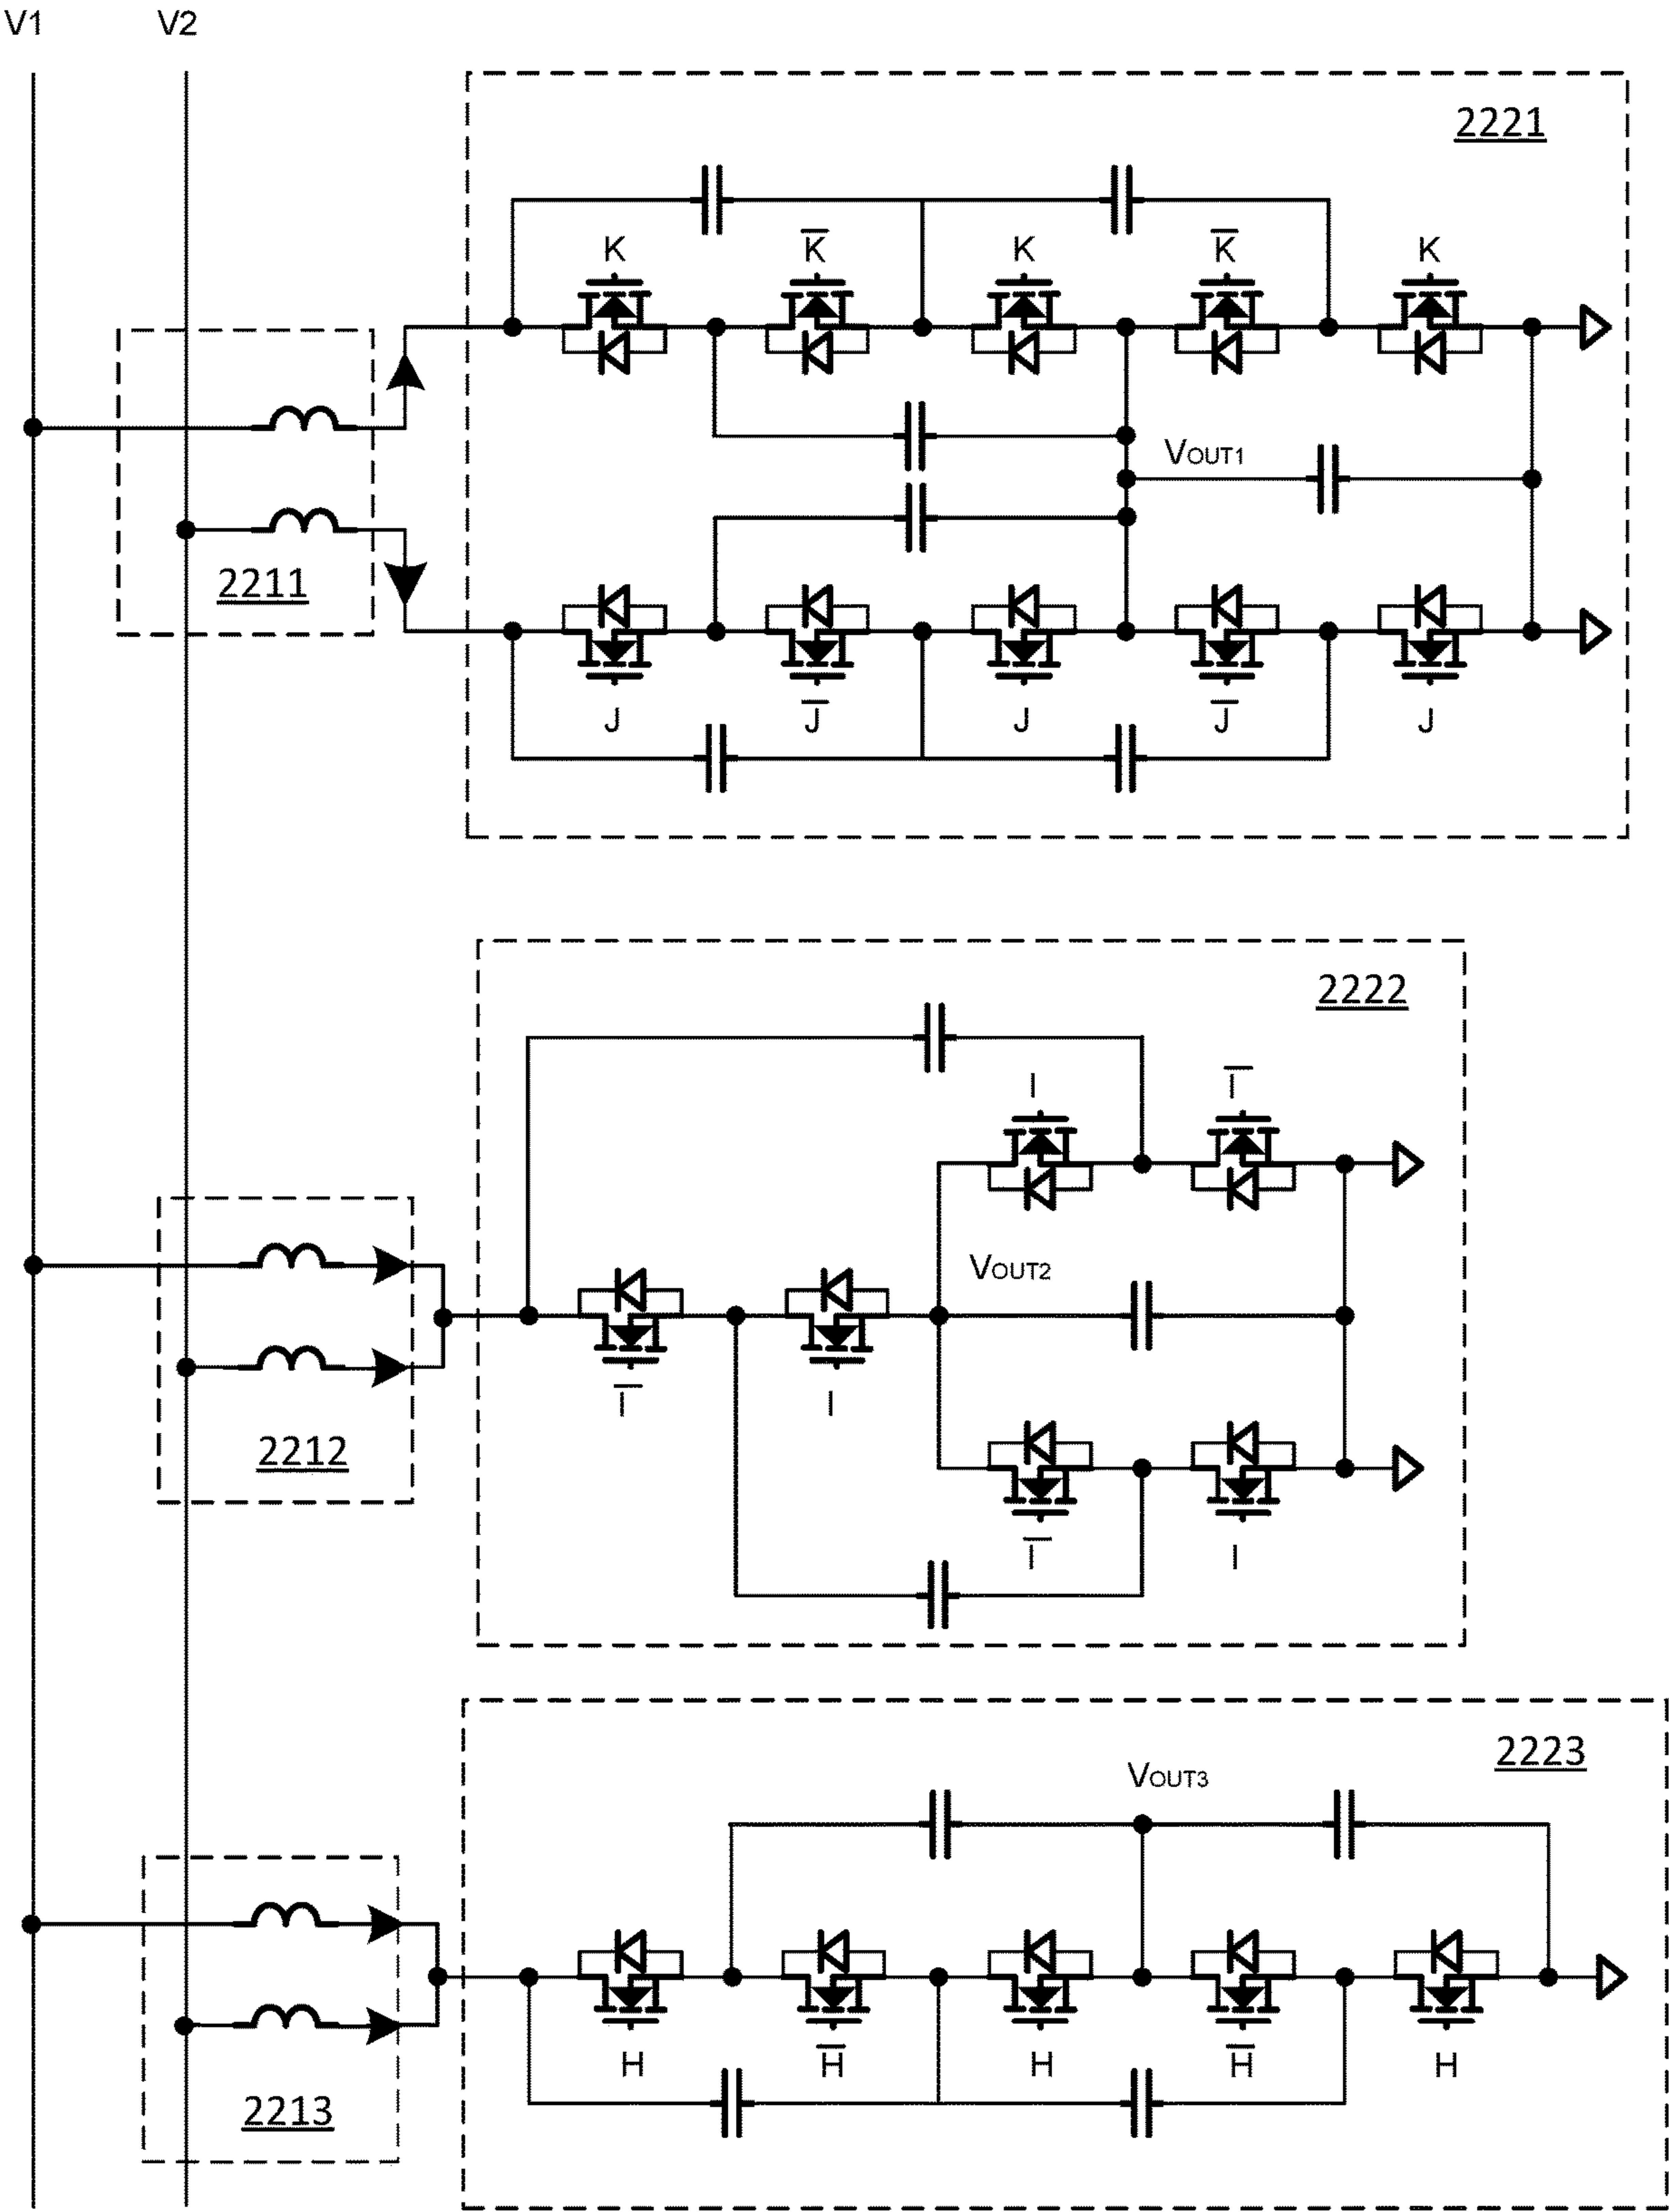 V1 V2
2221
K K̅ K K̅ K
VOUT1
2211
J J̅ J J̅ J
2222
I I̅
VOUT2
I̅ I
2212
I̅ I
2223
VOUT3
H H̅ H H̅ H
2213